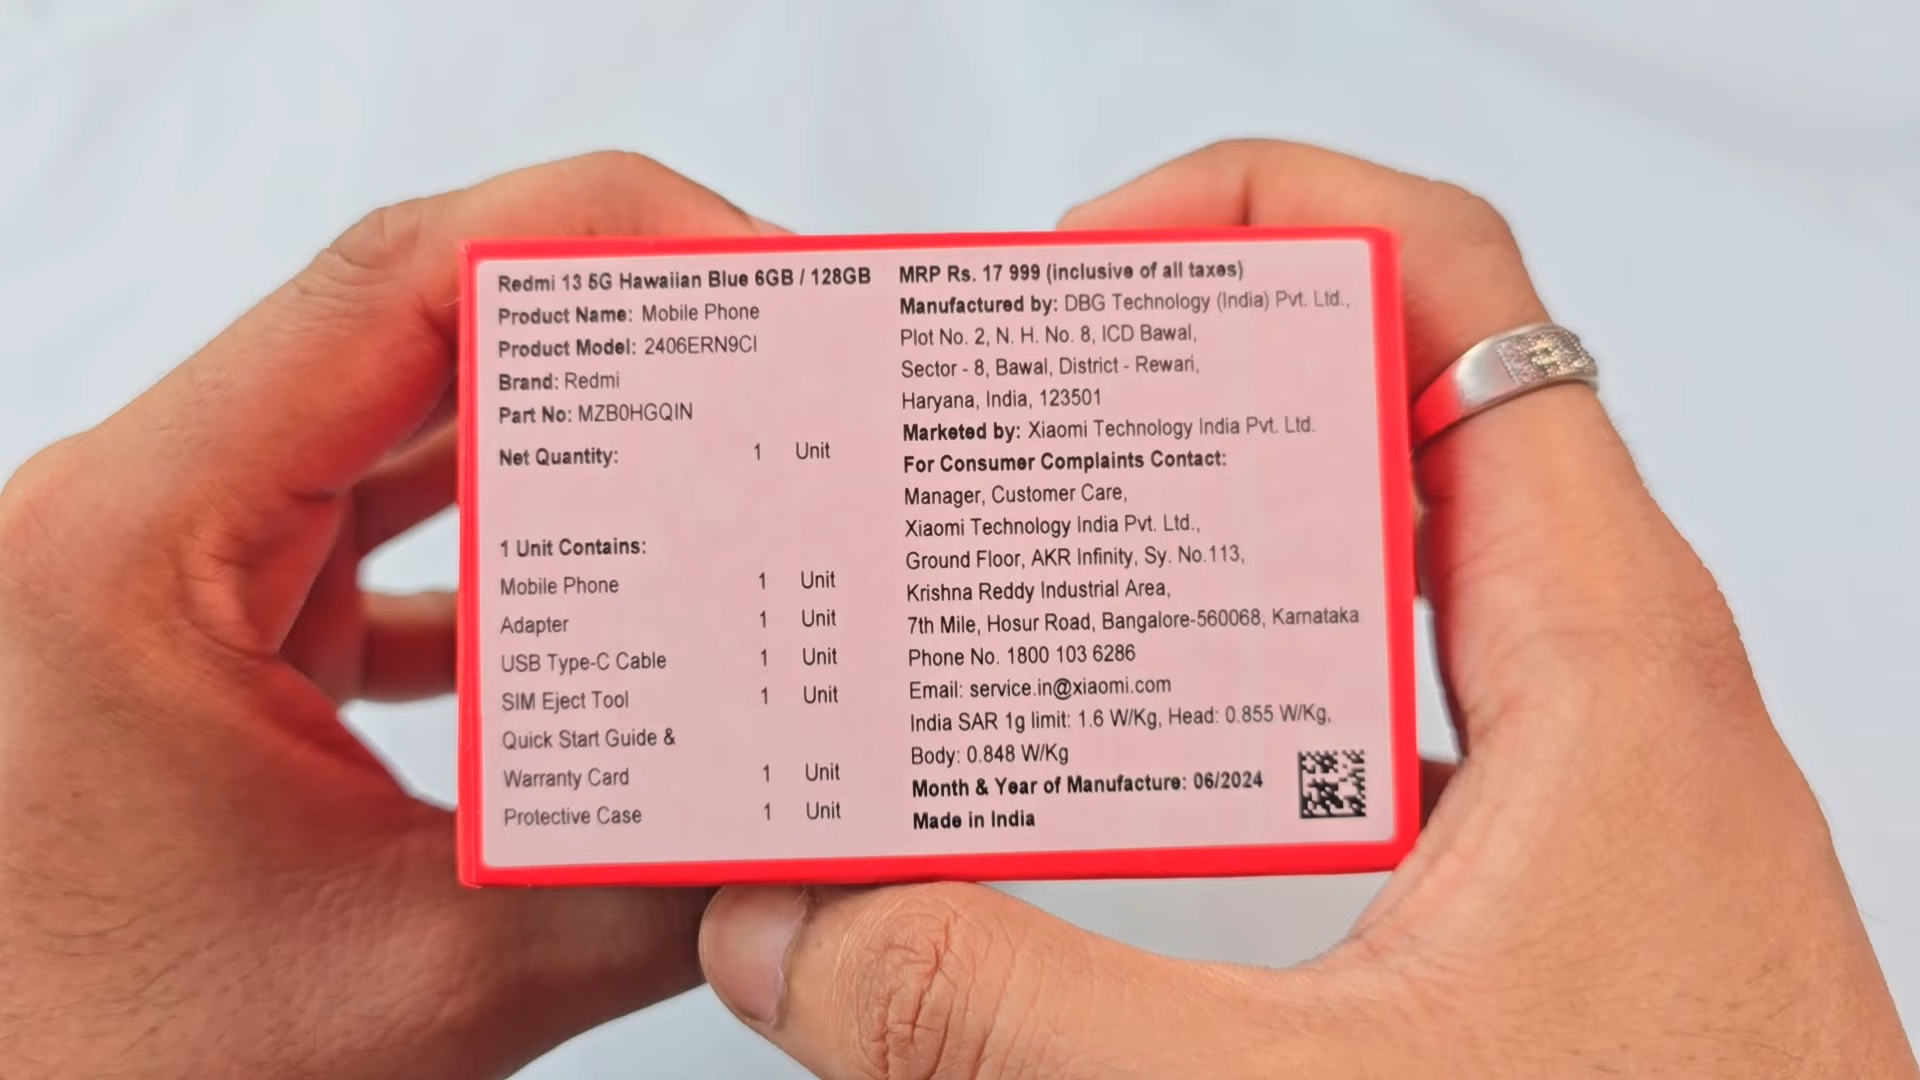 Redmi 13 5G Hawaiian Blue 6GB / 128GB
Product Name: Mobile Phone
Product Model: 2406ERN9CI
Brand: Redmi
Part No: MZB0HGQIN
Net Quantity: 1 Unit
1 Unit Contains:
Mobile Phone 1 Unit
Adapter 1 Unit
USB Type-C Cable 1 Unit
SIM Eject Tool 1 Unit
Quick Start Guide &
Warranty Card 1 Unit
Protective Case 1 Unit
MRP Rs. 17 999 (inclusive of all taxes)
Manufactured by: DBG Technology (India) Pvt. Ltd.,
Plot No. 2, N. H. No. 8, ICD Bawal,
Sector - 8, Bawal, District - Rewari,
Haryana, India, 123501
Marketed by: Xiaomi Technology India Pvt. Ltd.
For Consumer Complaints Contact:
Manager, Customer Care,
Xiaomi Technology India Pvt. Ltd.,
Ground Floor, AKR Infinity, Sy. No.113,
Krishna Reddy Industrial Area,
7th Mile, Hosur Road, Bangalore-560068, Karnataka
Phone No. 1800 103 6286
Email: service.in@xiaomi.com
India SAR 1g limit: 1.6 W/Kg, Head: 0.855 W/Kg,
Body: 0.848 W/Kg
Month & Year of Manufacture: 06/2024
Made in India